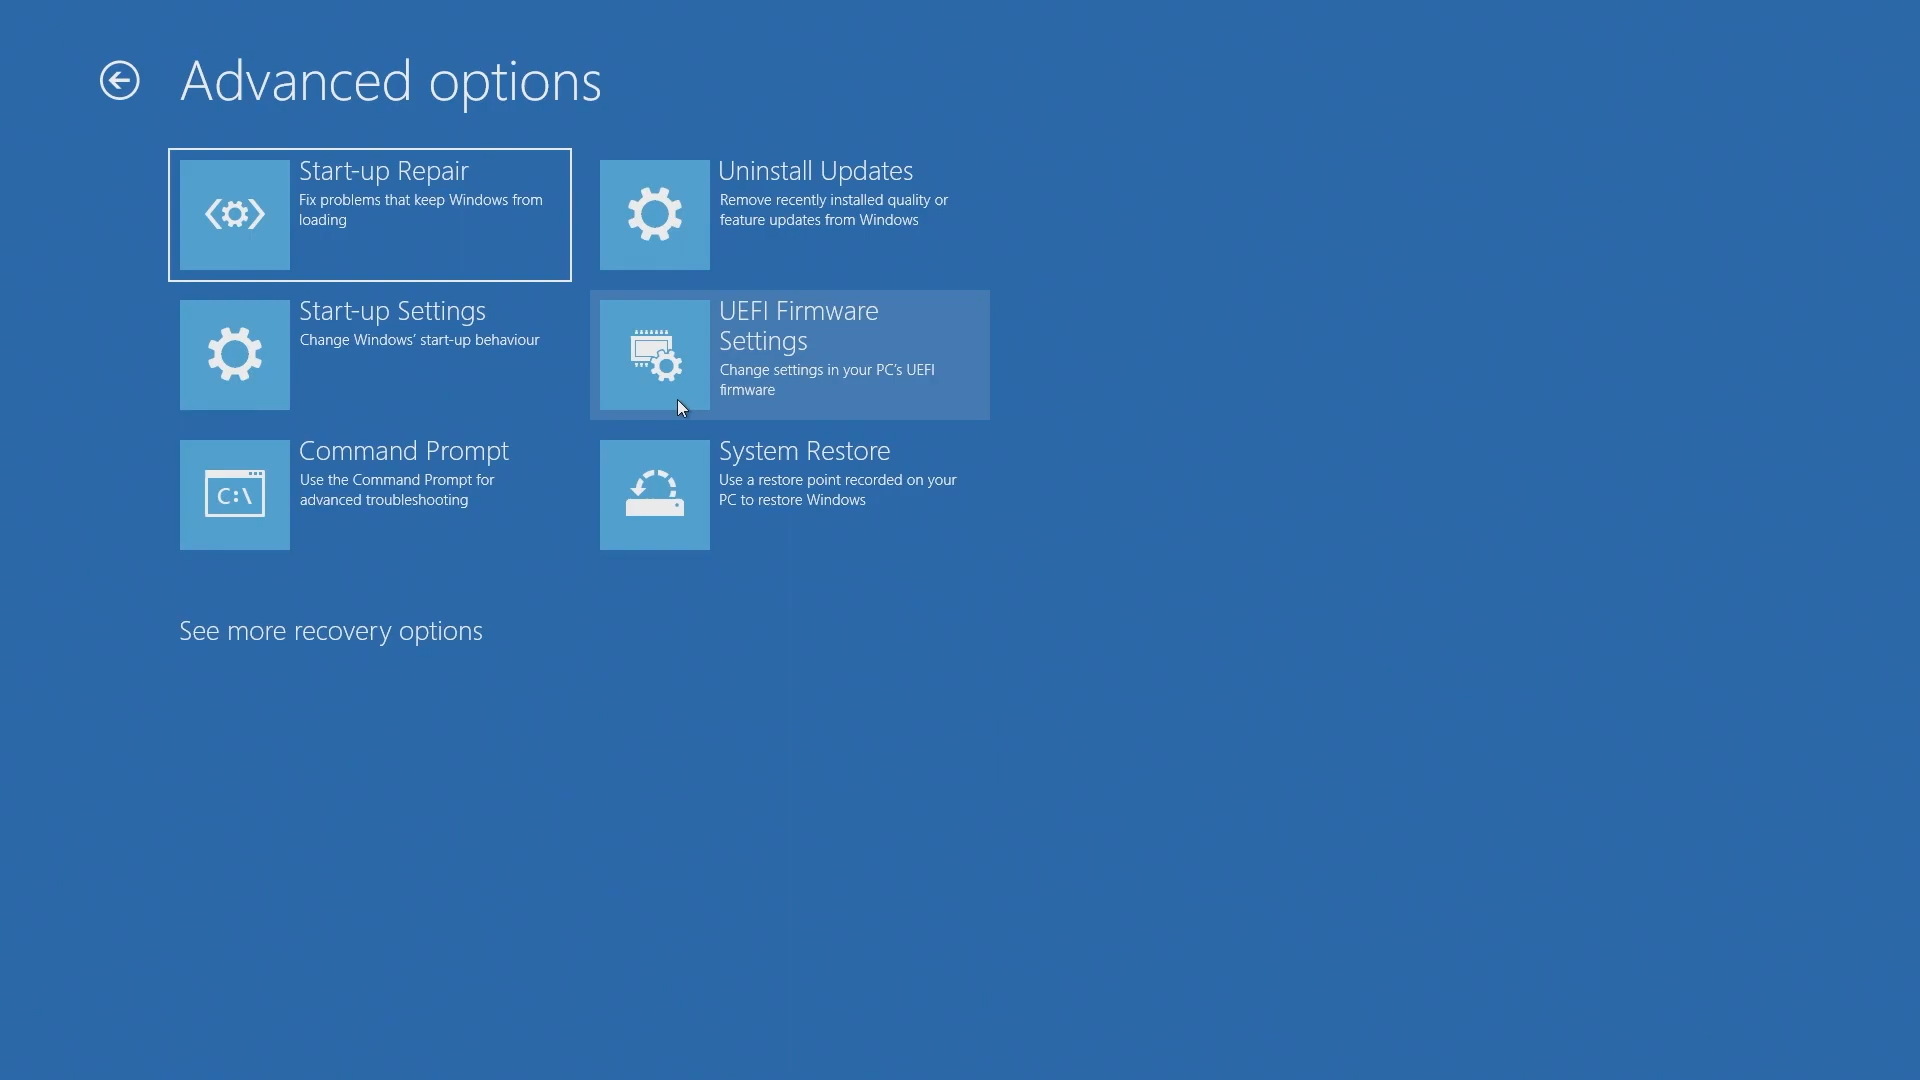 Advanced options
Start-up Repair
Fix problems that keep Windows from
loading
Uninstall Updates
Remove recently installed quality or
feature updates from Windows
Start-up Settings
Change Windows’ start-up behaviour
UEFI Firmware
Settings
Change settings in your PC’s UEFI
firmware
C:\
Command Prompt
Use the Command Prompt for
advanced troubleshooting
System Restore
Use a restore point recorded on your
PC to restore Windows
See more recovery options